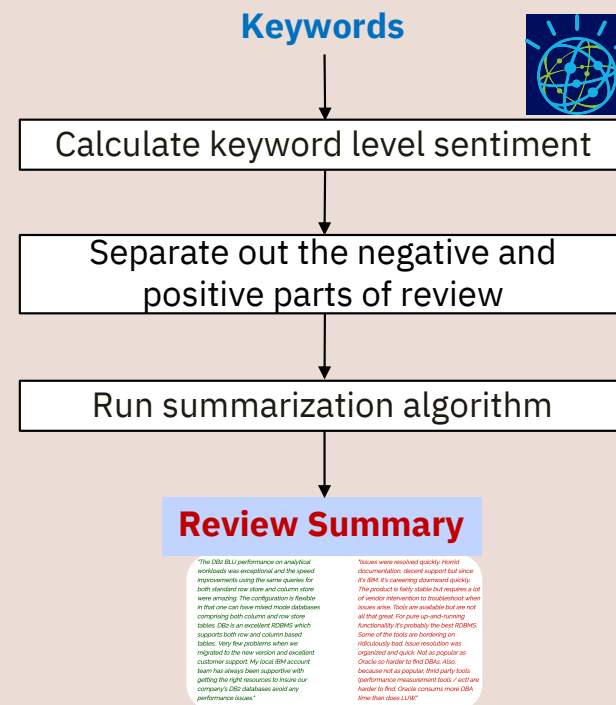 Keywords
Calculate keyword level sentiment
Separate out the negative and
positive parts of review
Run summarization algorithm
Review Summary
"The DB2 BLU performance on analytical
workloads was exceptional and the speed
improvements using the same queries for
both standard row store and column store
were amazing. The configuration is flexible
in that one can have mixed mode databases
comprising both column and row store
tables. DB2 is an excellent RDBMS which
supports both row and column based
tables. Very few problems when we
migrated to the new version and excellent
customer support. My local IBM account
team has always been supportive with
getting the right resources to insure our
company's DB2 databases avoid any
performance issues."
"Issues were resolved quickly. Horrid
documentation, decent support but since
it's IBM, it's careering downward quickly.
The product is fairly stable but requires a lot
of vendor intervention to troubleshoot when
issues arise. Tools are available but are not
all that great. For pure up-and-running
functionality it's probably the best RDBMS.
Some of the tools are bordering on
ridiculously bad. Issue resolution was
organized and quick. Not as popular as
Oracle so harder to find DBAs. Also,
because not as popular, thrid party tools
(performance measurement tools / ect) are
harder to find. Oracle consums more DBA
time than does LUW."